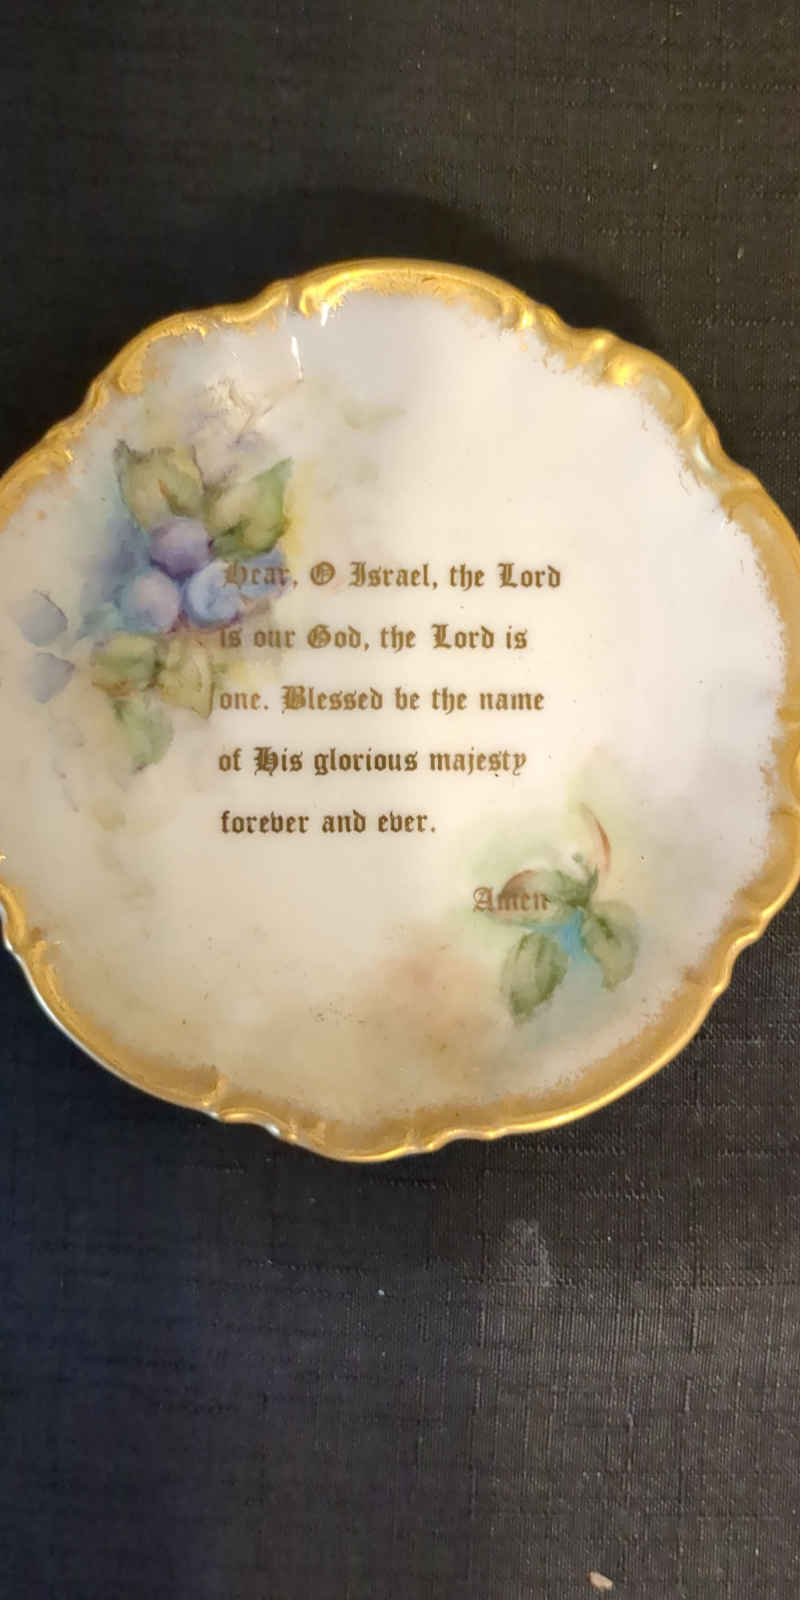 Hear, O Israel, the Lord
is our God, the Lord is
one. Blessed be the name
of His glorious majesty
forever and ever.
Amen